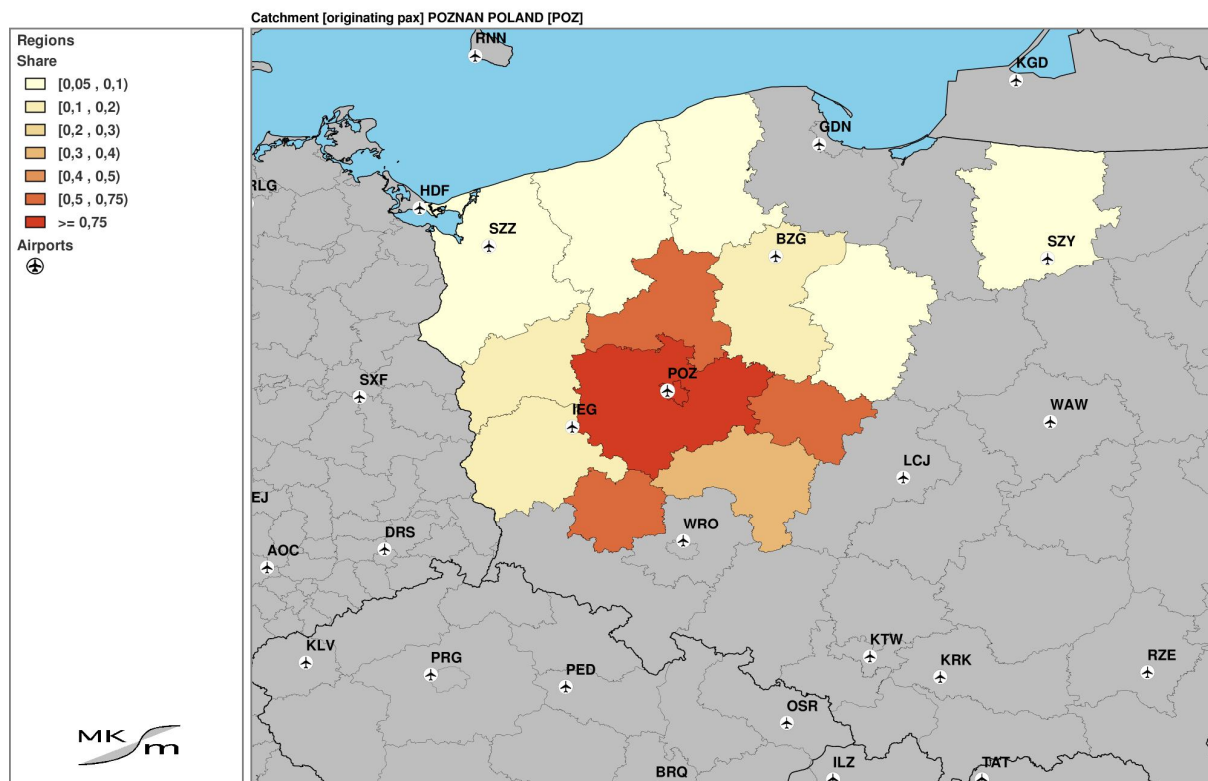 Catchment [originating pax] POZNAN POLAND [POZ]
Regions
Share
[0,05 , 0,1)
[0,1 , 0,2)
[0,2 , 0,3)
[0,3 , 0,4)
[0,4 , 0,5)
[0,5 , 0,75)
>= 0,75
Airports
MK
m
RNN
KGD
GDN
RLG
HDF
SZZ
BZG
SZY
SXF
POZ
IEG
WAW
LCJ
EJ
DRS
WRO
AOC
KLV
PRG
PED
KTW
KRK
RZE
OSR
BRQ
ILZ
TAT